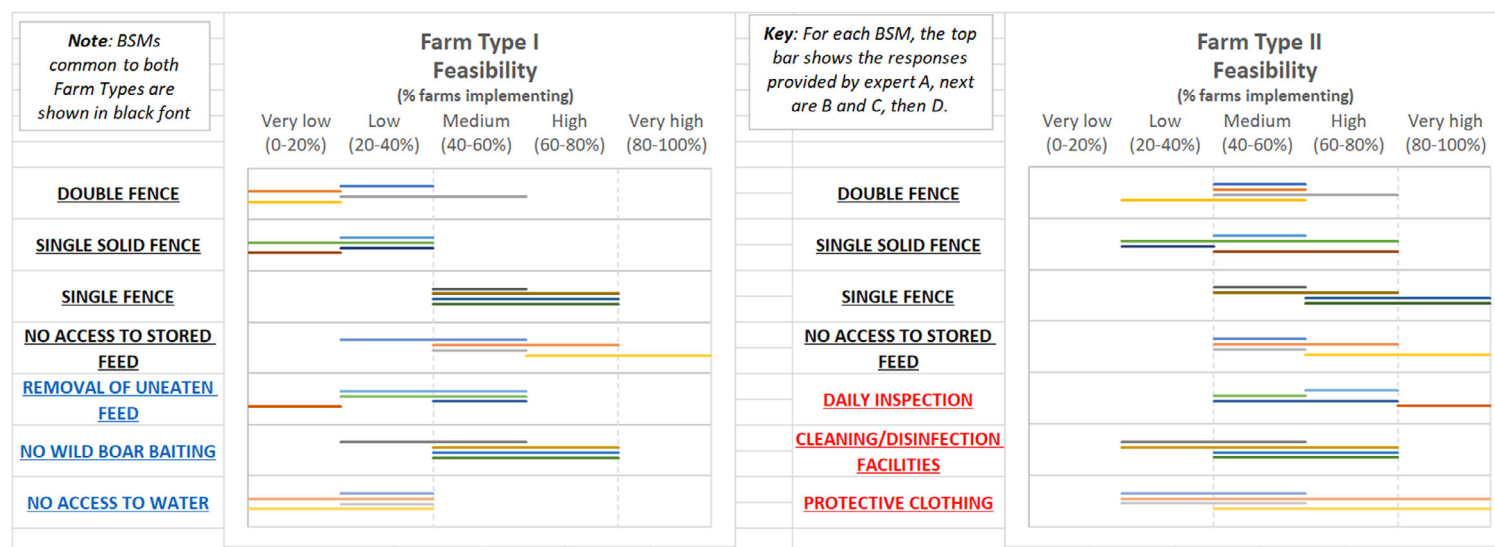 Note: BSMs
common to both
Farm Types are
shown in black font
Farm Type I
Feasibility
(% farms implementing)
Very low Low Medium High Very high
(0-20%) (20-40%) (40-60%) (60-80%) (80-100%)
DOUBLE FENCE
SINGLE SOLID FENCE
SINGLE FENCE
NO ACCESS TO STORED
FEED
REMOVAL OF UNEATEN
FEED
NO WILD BOAR BAITING
NO ACCESS TO WATER
Key: For each BSM, the top
bar shows the responses
provided by expert A, next
are B and C, then D.
Farm Type II
Feasibility
(% farms implementing)
Very low Low Medium High Very high
(0-20%) (20-40%) (40-60%) (60-80%) (80-100%)
DOUBLE FENCE
SINGLE SOLID FENCE
SINGLE FENCE
NO ACCESS TO STORED
FEED
DAILY INSPECTION
CLEANING/DISINFECTION
FACILITIES
PROTECTIVE CLOTHING